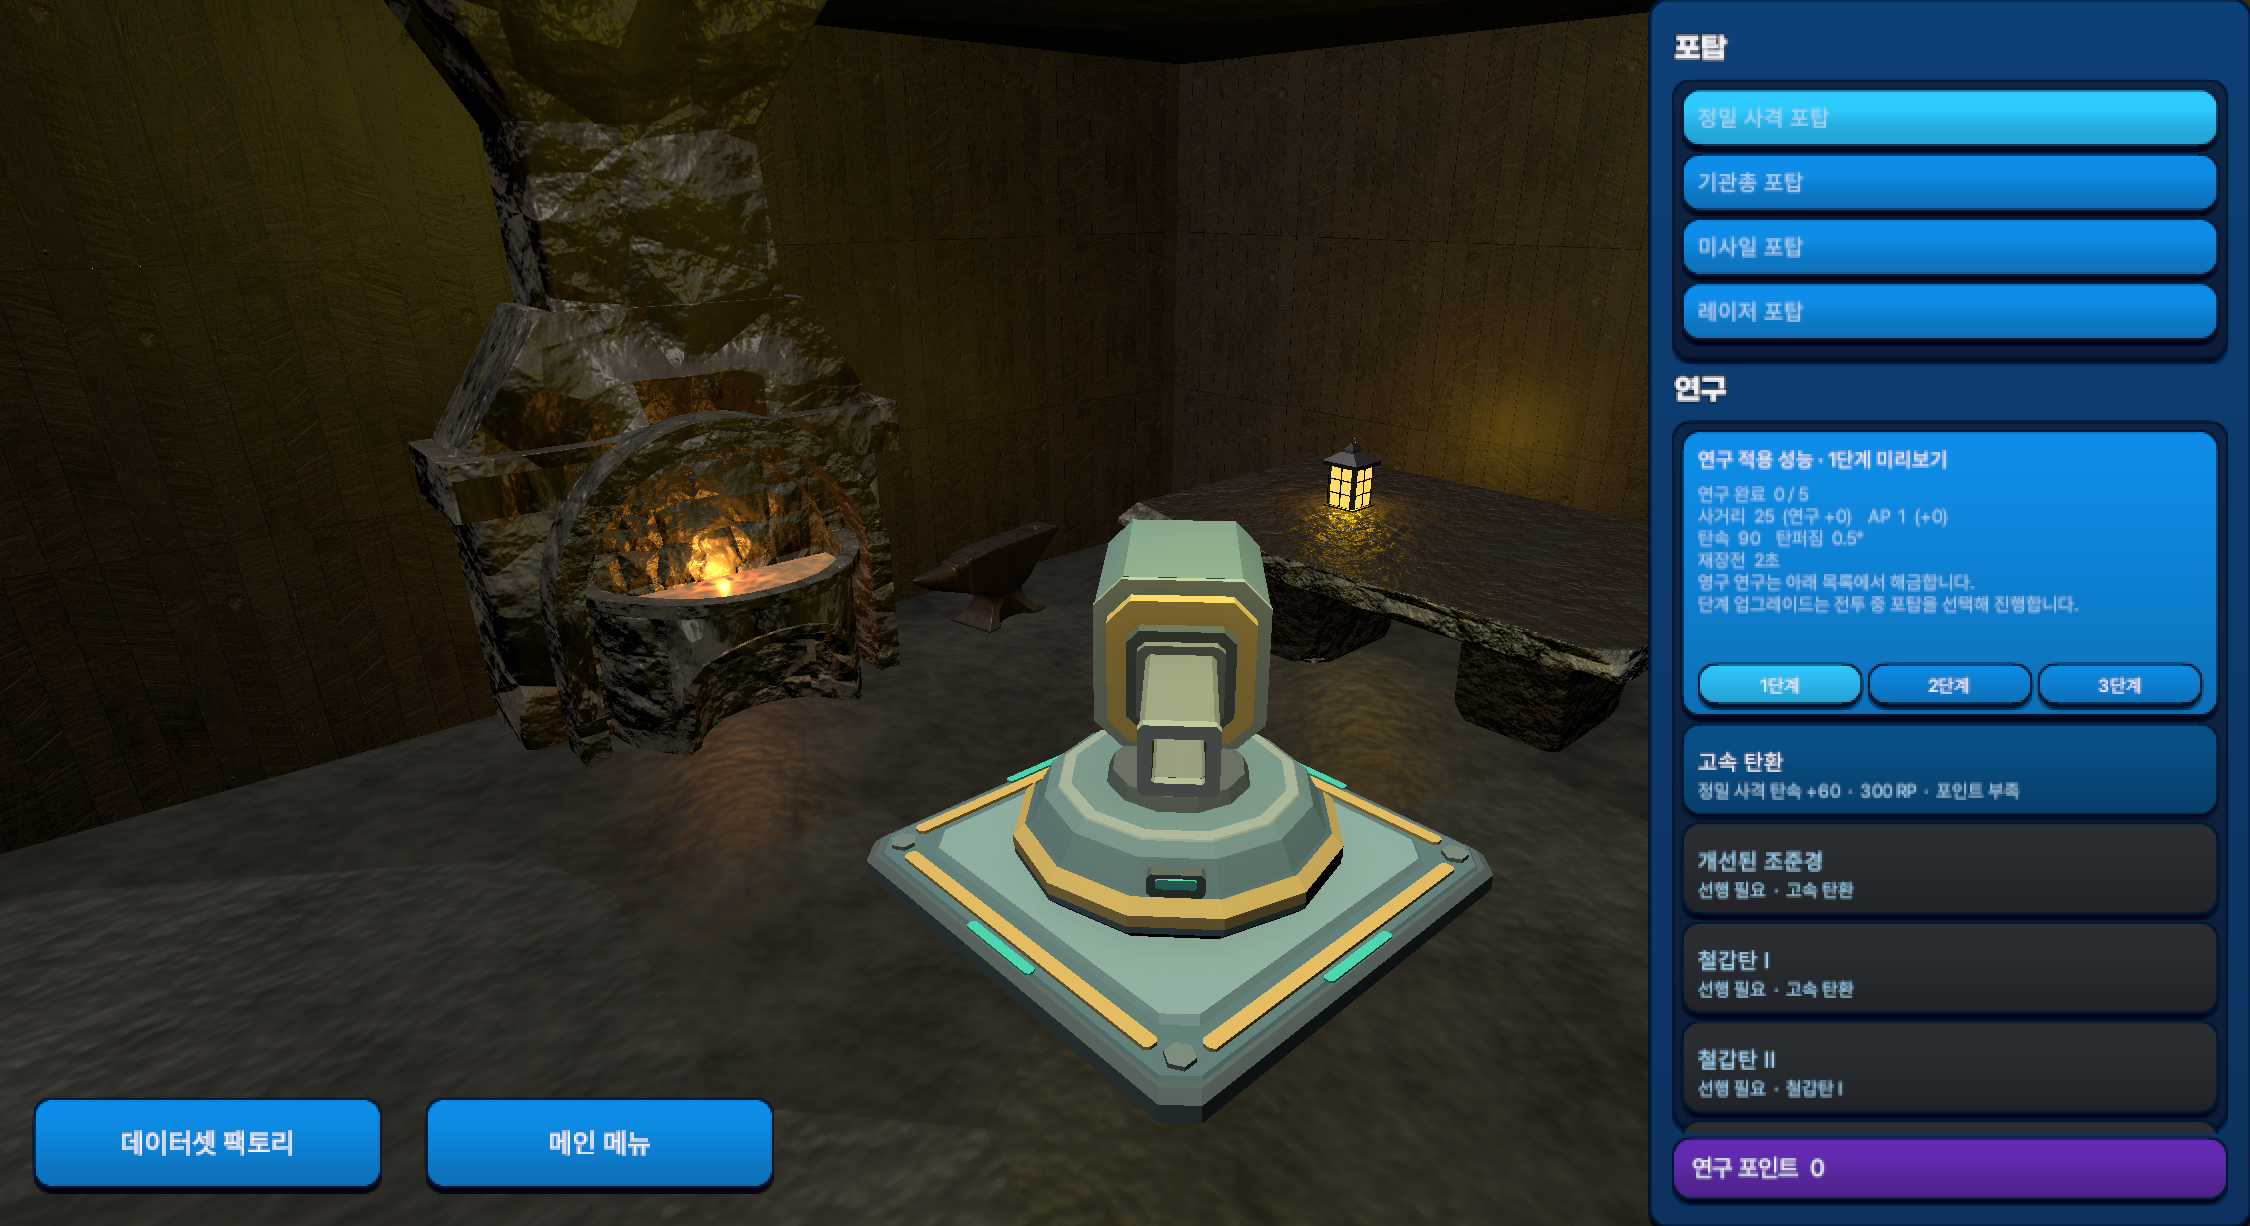 포탑
정밀 사격 포탑
기관총 포탑
미사일 포탑
레이저 포탑
연구
연구 적용 성능 · 1단계 미리보기
연구 완료 0 / 5
사거리 25 (연구 +0) AP 1 (+0)
탄속 90 탄퍼짐 0.5°
재장전 2초
영구 연구는 아래 목록에서 해금합니다.
단계 업그레이드는 전투 중 포탑을 선택해 진행합니다.
1단계 2단계 3단계
고속 탄환
정밀 사격 탄속 +60 · 300 RP · 포인트 부족
개선된 조준경
선행 필요 · 고속 탄환
철갑탄 I
선행 필요 · 고속 탄환
철갑탄 II
선행 필요 · 철갑탄 I
연구 포인트 0
데이터셋 팩토리
메인 메뉴